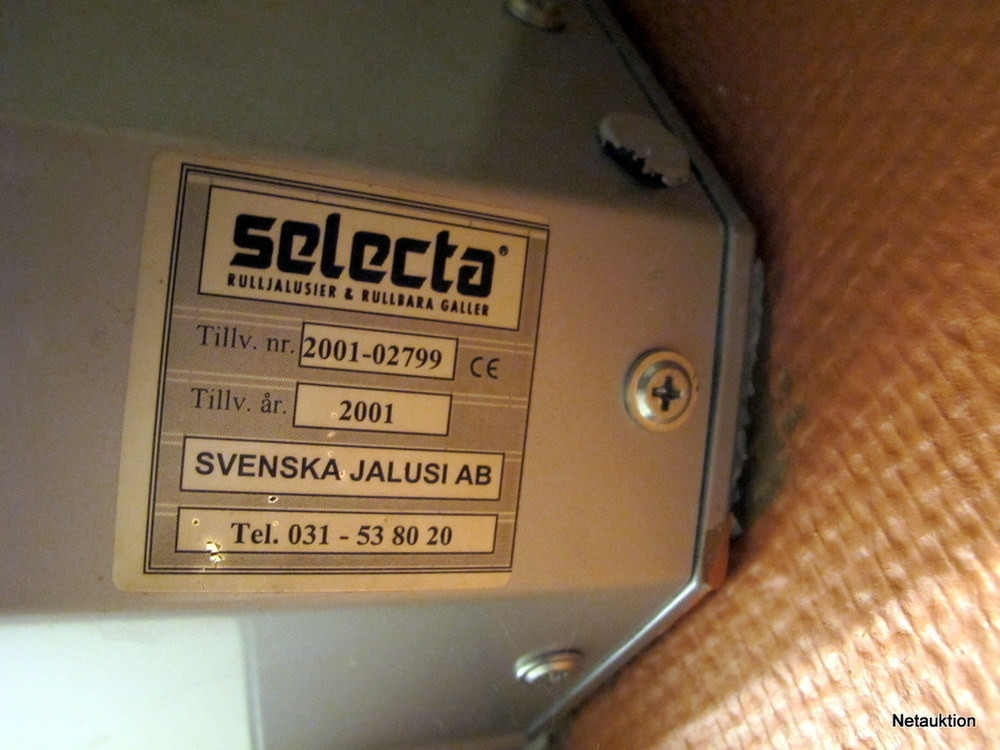 selecta®
RULLJALUSIER & RULLBARA GALLER
Tillv. nr. 2001-02799 CE
Tillv. år. 2001
SVENSKA JALUSI AB
Tel. 031 - 53 80 20
Netauktion